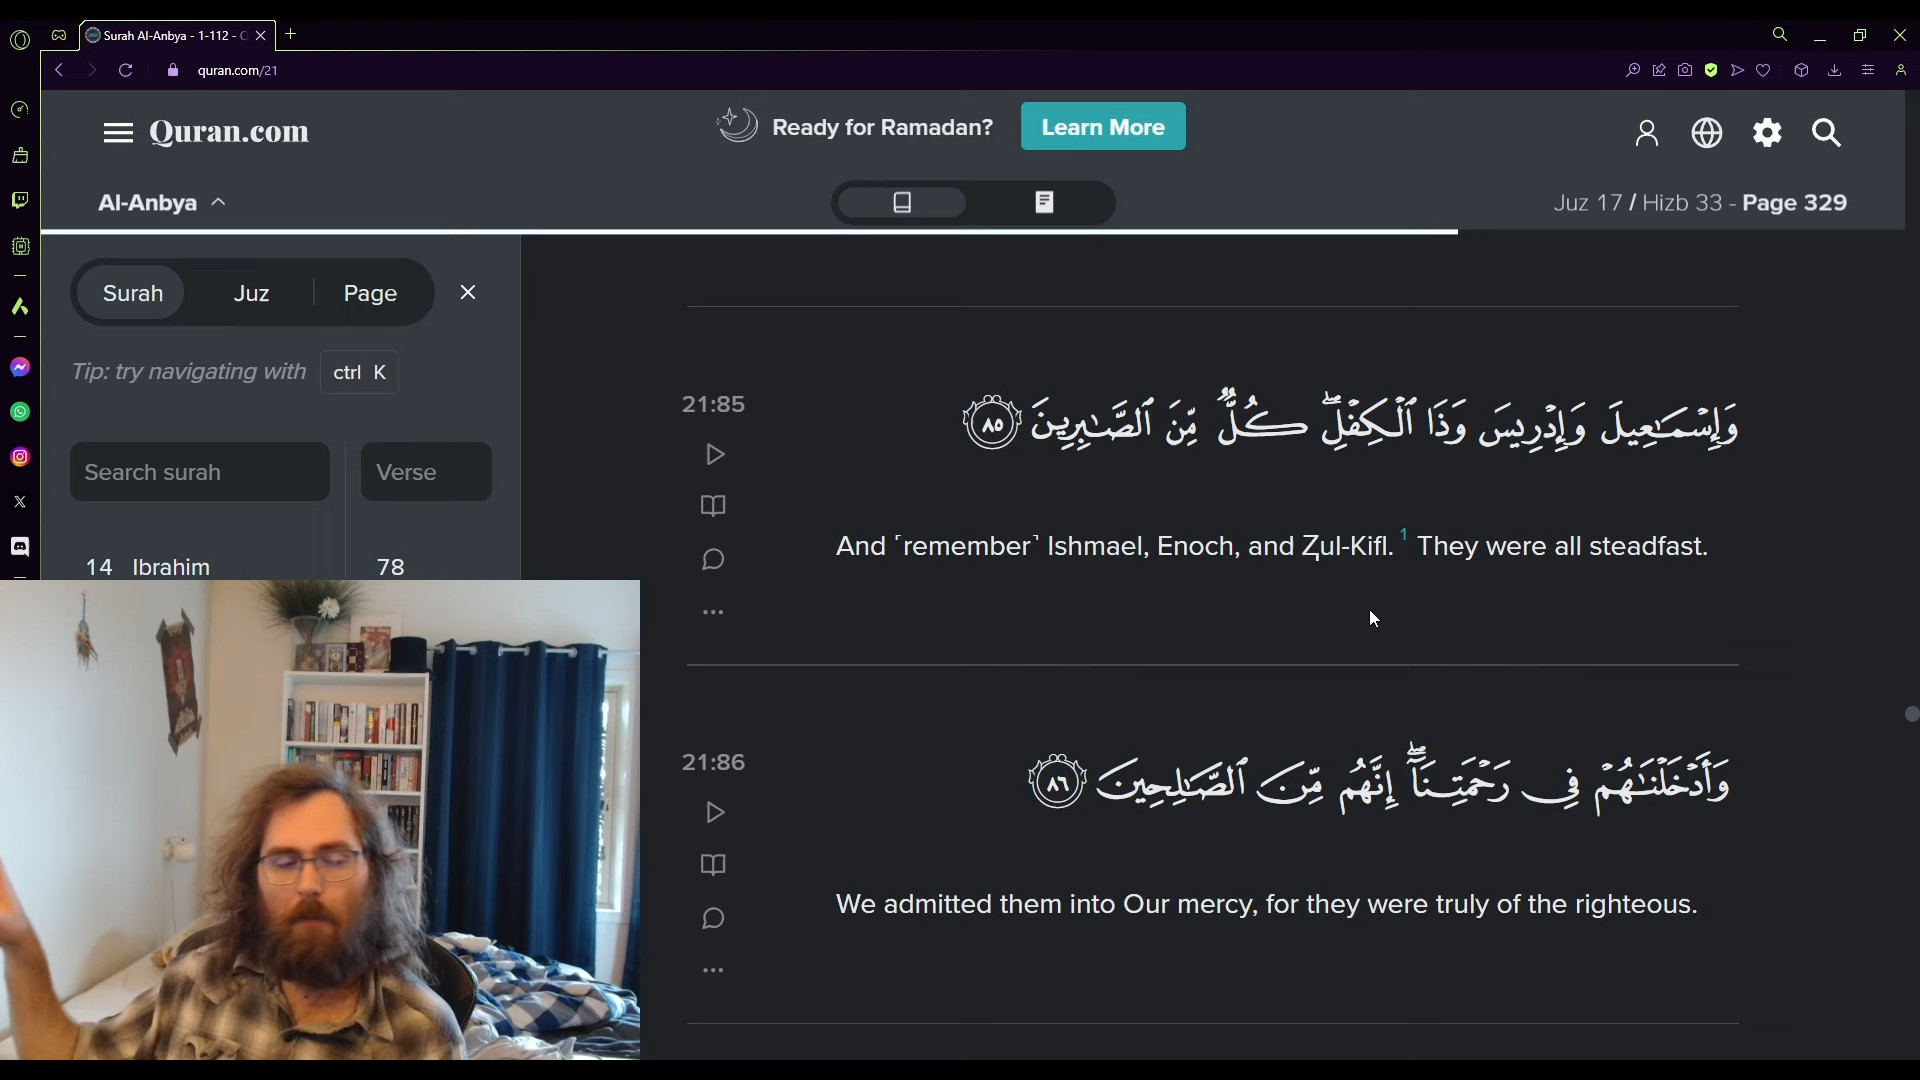 Surah Al-Anbya - 1-112 -
quran.com/21
Quran.com
Ready for Ramadan?
Learn More
Al-Anbya
Juz 17 / Hizb 33 - Page 329
Surah
Juz
Page
Tip: try navigating with ctrl K
Search surah
Verse
14 Ibrahim
78
21:85
وَإِسْمَـٰعِيلَ وَإِدْرِيسَ وَذَا ٱلْكِفْلِ ۖ كُلٌّۭ مِّنَ ٱلصَّـٰبِرِينَ ٨٥
And ˹remember˺ Ishmael, Enoch, and Ⱬul-Kifl. 1 They were all steadfast.
21:86
وَأَدْخَلْنَـٰهُمْ فِى رَحْمَتِنَآ ۖ إِنَّهُم مِّنَ ٱلصَّـٰلِحِينَ ٨٦
We admitted them into Our mercy, for they were truly of the righteous.